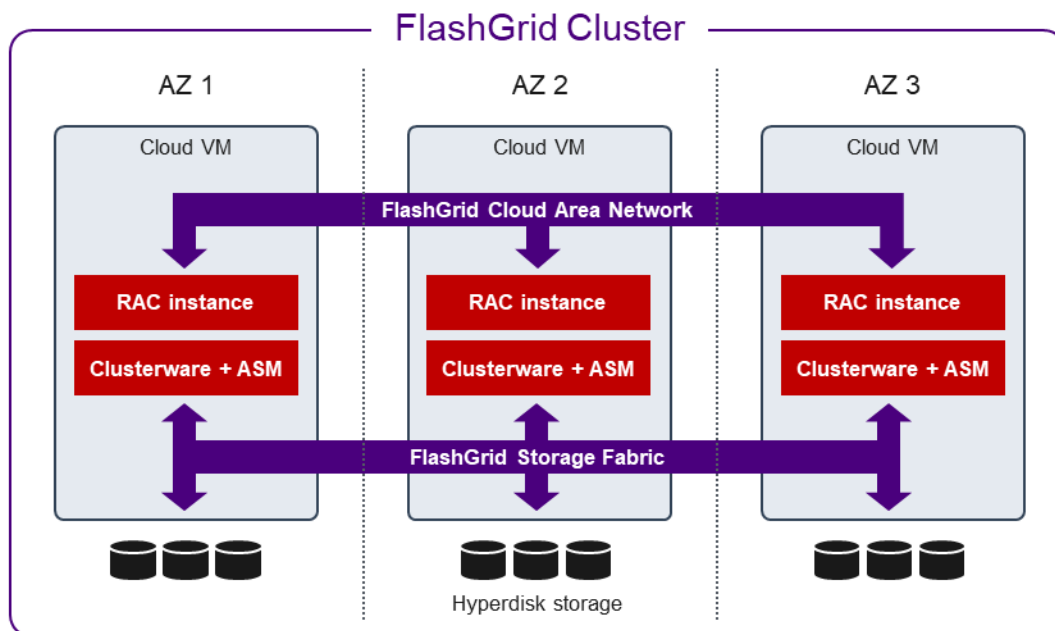 FlashGrid Cluster
AZ 1
AZ 2
AZ 3
Cloud VM
Cloud VM
Cloud VM
FlashGrid Cloud Area Network
RAC instance
RAC instance
RAC instance
Clusterware + ASM
Clusterware + ASM
Clusterware + ASM
FlashGrid Storage Fabric
Hyperdisk storage